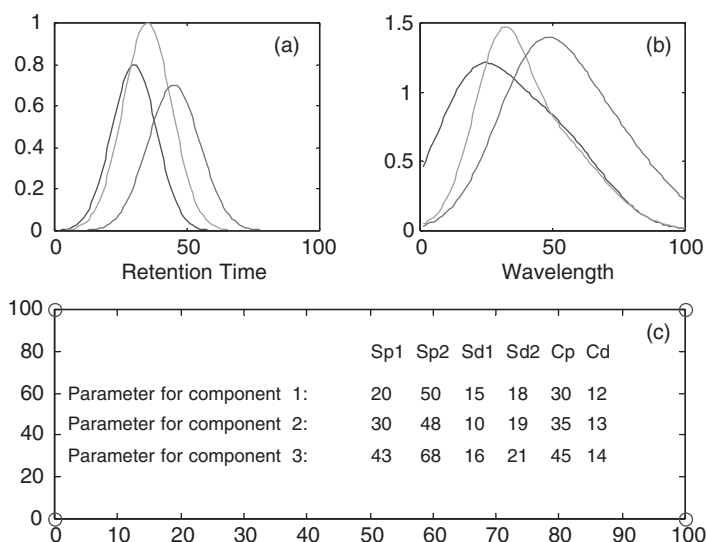 1
0.8
0.6
0.4
0.2
0
(a)
0 50 100
Retention Time
1.5
1
0.5
0
(b)
0 50 100
Wavelength
100
80
60
40
20
0
(c)
Sp1 Sp2 Sd1 Sd2 Cp Cd
Parameter for component 1: 20 50 15 18 30 12
Parameter for component 2: 30 48 10 19 35 13
Parameter for component 3: 43 68 16 21 45 14
0 10 20 30 40 50 60 70 80 90 100